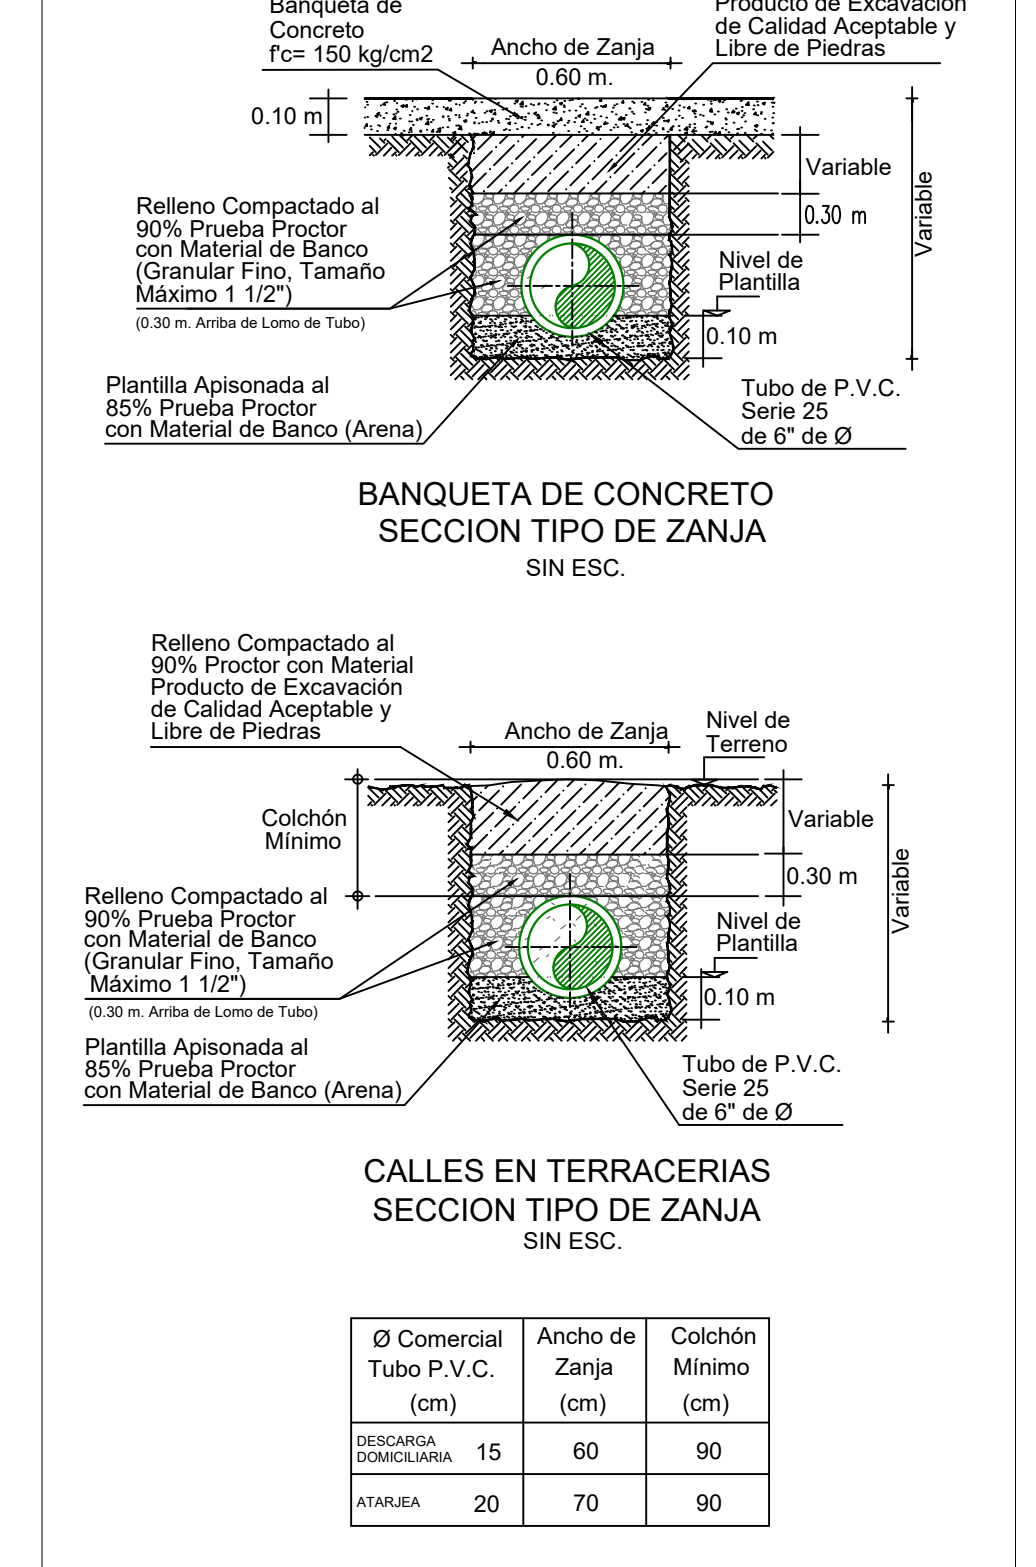 Banqueta de
Concreto
f'c= 150 kg/cm2
Ancho de Zanja
0.60 m.
Producto de Excavación
de Calidad Aceptable y
Libre de Piedras
0.10 m
Variable
0.30 m
Variable
Relleno Compactado al
90% Prueba Proctor
con Material de Banco
(Granular Fino, Tamaño
Máximo 1 1/2")
(0.30 m. Arriba de Lomo de Tubo)
Nivel de
Plantilla
0.10 m
Plantilla Apisonada al
85% Prueba Proctor
con Material de Banco (Arena)
Tubo de P.V.C.
Serie 25
de 6" de Ø
BANQUETA DE CONCRETO
SECCION TIPO DE ZANJA
SIN ESC.
Relleno Compactado al
90% Proctor con Material
Producto de Excavación
de Calidad Aceptable y
Libre de Piedras
Ancho de Zanja
0.60 m.
Nivel de
Terreno
Colchón
Mínimo
Variable
0.30 m
Variable
Relleno Compactado al
90% Prueba Proctor
con Material de Banco
(Granular Fino, Tamaño
Máximo 1 1/2")
(0.30 m. Arriba de Lomo de Tubo)
Nivel de
Plantilla
0.10 m
Plantilla Apisonada al
85% Prueba Proctor
con Material de Banco (Arena)
Tubo de P.V.C.
Serie 25
de 6" de Ø
CALLES EN TERRACERIAS
SECCION TIPO DE ZANJA
SIN ESC.
Ø Comercial
Tubo P.V.C.
(cm)
Ancho de
Zanja
(cm)
Colchón
Mínimo
(cm)
DESCARGA
DOMICILIARIA 15 60 90
ATARJEA 20 70 90